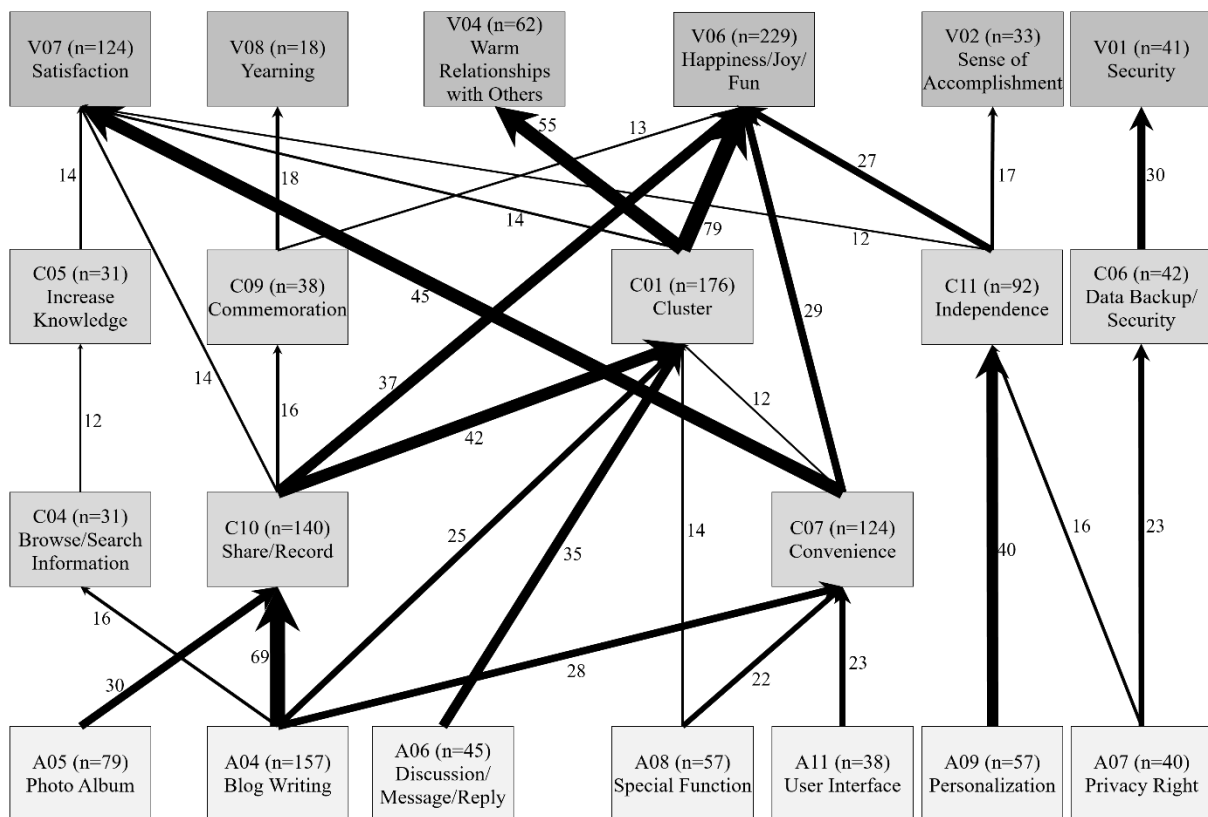 V07 (n=124)
Satisfaction
V08 (n=18)
Yearning
V04 (n=62)
Warm
Relationships
with Others
V06 (n=229)
Happiness/Joy/
Fun
V02 (n=33)
Sense of
Accomplishment
V01 (n=41)
Security
55
13
27
14
18
14
79
12
17
30
C05 (n=31)
Increase
Knowledge
C09 (n=38)
Commemoration
C01 (n=176)
Cluster
C11 (n=92)
Independence
C06 (n=42)
Data Backup/
Security
45
29
14
37
12
12
16
42
C04 (n=31)
Browse/Search
Information
C10 (n=140)
Share/Record
C07 (n=124)
Convenience
25
35
14
40
16
23
16
69
30
28
22
23
A05 (n=79)
Photo Album
A04 (n=157)
Blog Writing
A06 (n=45)
Discussion/
Message/Reply
A08 (n=57)
Special Function
A11 (n=38)
User Interface
A09 (n=57)
Personalization
A07 (n=40)
Privacy Right